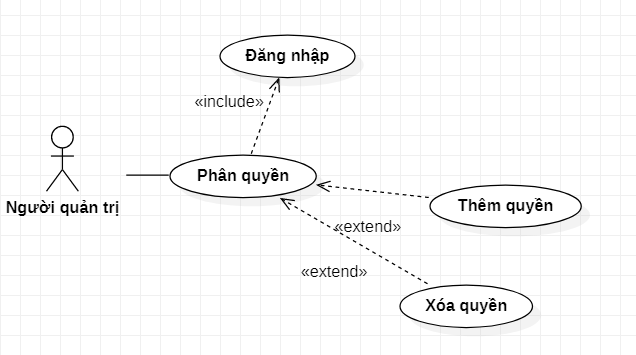 Đăng nhập
«include»
Phân quyền
Người quản trị
Thêm quyền
«extend»
«extend»
Xóa quyền